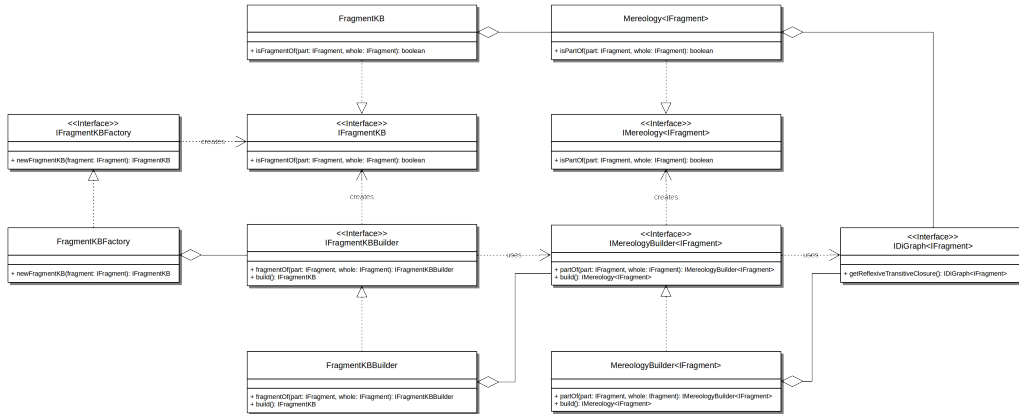 FragmentKB
+ isFragmentOf(part: IFragment, whole: IFragment): boolean
Mereology<IFragment>
+ isPartOf(part: IFragment, whole: IFragment): boolean
<<Interface>>
IFragmentKBFactory
+ newFragmentKB(fragment: IFragment): IFragmentKB
creates
<<Interface>>
IFragmentKB
+ isFragmentOf(part: IFragment, whole: IFragment): boolean
<<Interface>>
IMereology<IFragment>
+ isPartOf(part: IFragment, whole: IFragment): boolean
creates
creates
FragmentKBFactory
+ newFragmentKB(fragment: IFragment): IFragmentKB
<<Interface>>
IFragmentKBBuilder
+ fragmentOf(part: IFragment, whole: IFragment): IFragmentKBBuilder
+ build(): IFragmentKB
uses
<<Interface>>
IMereologyBuilder<IFragment>
+ partOf(part: IFragment, whole: IFragment): IMereologyBuilder<IFragment>
+ build(): IMereology<IFragment>
uses
<<Interface>>
IDiGraph<IFragment>
+ getReflexiveTransitiveClosure(): IDiGraph<IFragment>
FragmentKBBuilder
+ fragmentOf(part: IFragment, whole: IFragment): IFragmentKBBuilder
+ build(): IFragmentKB
MereologyBuilder<IFragment>
+ partOf(part: IFragment, whole: Ifragment): IMereologyBuilder<IFragment>
+ build(): IMereology<IFragment>